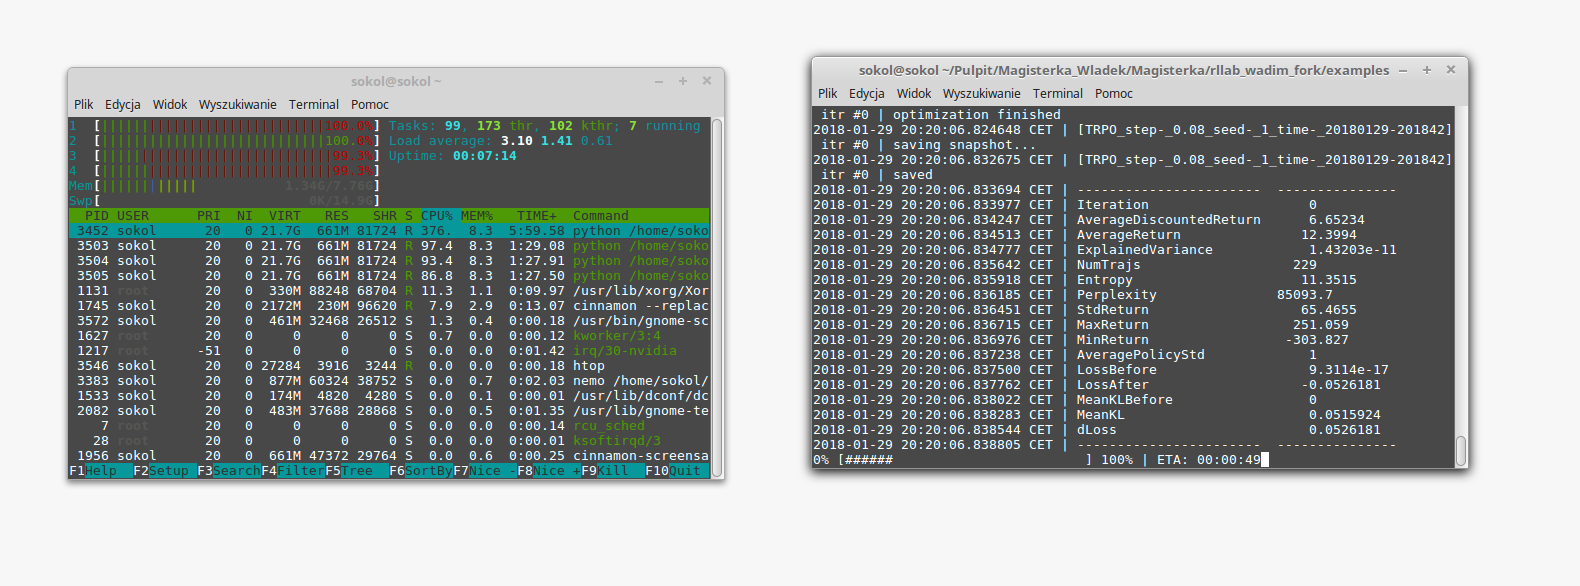 sokol@sokol ~
Plik Edycja Widok Wyszukiwanie Terminal Pomoc
1 [||||||||||||||||||||||||||||100.0%] Tasks: 99, 173 thr, 102 kthr; 7 running
2 [||||||||||||||||||||||||||||100.0%] Load average: 3.10 1.41 0.61
3 [|||||||||||||||||||||||||||||99.3%] Uptime: 00:07:14
4 [|||||||||||||||||||||||||||||99.3%]
Mem[|||||||||||| 1.34G/7.76G]
Swp[ 0K/14.9G]
PID USER PRI NI VIRT RES SHR S CPU% MEM% TIME+ Command
3452 sokol 20 0 21.7G 661M 81724 R 376. 8.3 5:59.58 python /home/soko
3503 sokol 20 0 21.7G 661M 81724 R 97.4 8.3 1:29.08 python /home/soko
3504 sokol 20 0 21.7G 661M 81724 R 93.4 8.3 1:27.91 python /home/soko
3505 sokol 20 0 21.7G 661M 81724 R 86.8 8.3 1:27.50 python /home/soko
1131 root 20 0 330M 88248 68704 R 11.3 1.1 0:09.97 /usr/lib/xorg/Xor
1745 sokol 20 0 2172M 230M 96620 R 7.9 2.9 0:13.07 cinnamon --replac
3572 sokol 20 0 461M 32468 26512 S 1.3 0.4 0:00.18 /usr/bin/gnome-sc
1627 root 20 0 0 0 0 S 0.7 0.0 0:00.12 kworker/3:4
1217 root -51 0 0 0 0 S 0.0 0.0 0:01.42 irq/30-nvidia
3546 sokol 20 0 27284 3916 3244 R 0.0 0.0 0:00.18 htop
3383 sokol 20 0 877M 60324 38752 S 0.0 0.7 0:02.03 nemo /home/sokol/
1533 sokol 20 0 174M 4820 4280 S 0.0 0.1 0:00.01 /usr/lib/dconf/dc
2082 sokol 20 0 483M 37688 28868 S 0.0 0.5 0:01.35 /usr/lib/gnome-te
7 root 20 0 0 0 0 S 0.0 0.0 0:00.14 rcu_sched
28 root 20 0 0 0 0 S 0.0 0.0 0:00.01 ksoftirqd/3
1956 sokol 20 0 661M 47372 29764 S 0.0 0.6 0:00.25 cinnamon-screensa
F1Help F2Setup F3SearchF4FilterF5Tree F6SortByF7Nice -F8Nice +F9Kill F10Quit
sokol@sokol ~/Pulpit/Magisterka_Wladek/Magisterka/rllab_wadim_fork/examples
Plik Edycja Widok Wyszukiwanie Terminal Pomoc
itr #0 | optimization finished
2018-01-29 20:20:06.824648 CET | [TRPO_step-_0.08_seed-_1_time-_20180129-201842]
itr #0 | saving snapshot...
2018-01-29 20:20:06.832675 CET | [TRPO_step-_0.08_seed-_1_time-_20180129-201842]
itr #0 | saved
2018-01-29 20:20:06.833694 CET | ----------------------- ---------------
2018-01-29 20:20:06.833977 CET | Iteration 0
2018-01-29 20:20:06.834247 CET | AverageDiscountedReturn 6.65234
2018-01-29 20:20:06.834513 CET | AverageReturn 12.3994
2018-01-29 20:20:06.834777 CET | ExplainedVariance 1.43203e-11
2018-01-29 20:20:06.835642 CET | NumTrajs 229
2018-01-29 20:20:06.835918 CET | Entropy 11.3515
2018-01-29 20:20:06.836185 CET | Perplexity 85093.7
2018-01-29 20:20:06.836451 CET | StdReturn 65.4655
2018-01-29 20:20:06.836715 CET | MaxReturn 251.059
2018-01-29 20:20:06.836976 CET | MinReturn -303.827
2018-01-29 20:20:06.837238 CET | AveragePolicyStd 1
2018-01-29 20:20:06.837500 CET | LossBefore 9.3114e-17
2018-01-29 20:20:06.837762 CET | LossAfter -0.0526181
2018-01-29 20:20:06.838022 CET | MeanKLBefore 0
2018-01-29 20:20:06.838283 CET | MeanKL 0.0515924
2018-01-29 20:20:06.838544 CET | dLoss 0.0526181
2018-01-29 20:20:06.838805 CET | ----------------------- ---------------
0% [###### ] 100% | ETA: 00:00:49